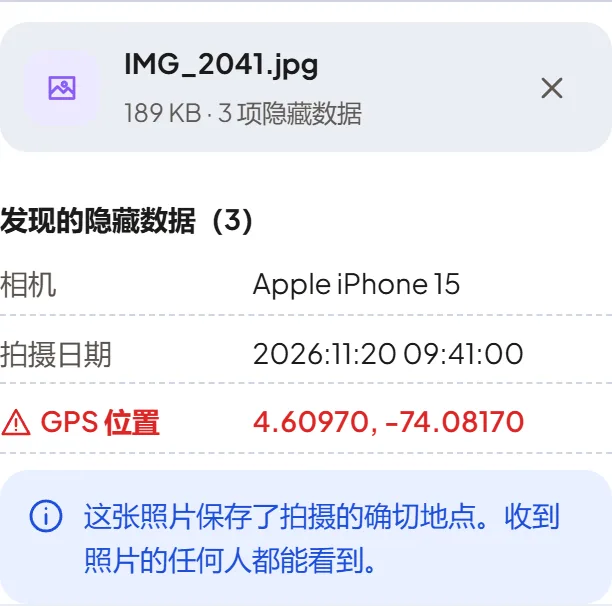 IMG_2041.jpg
189 KB · 3 项隐藏数据
发现的隐藏数据（3）
相机 Apple iPhone 15
拍摄日期 2026:11:20 09:41:00
GPS 位置 4.60970, -74.08170
这张照片保存了拍摄的确切地点。收到
照片的任何人都能看到。